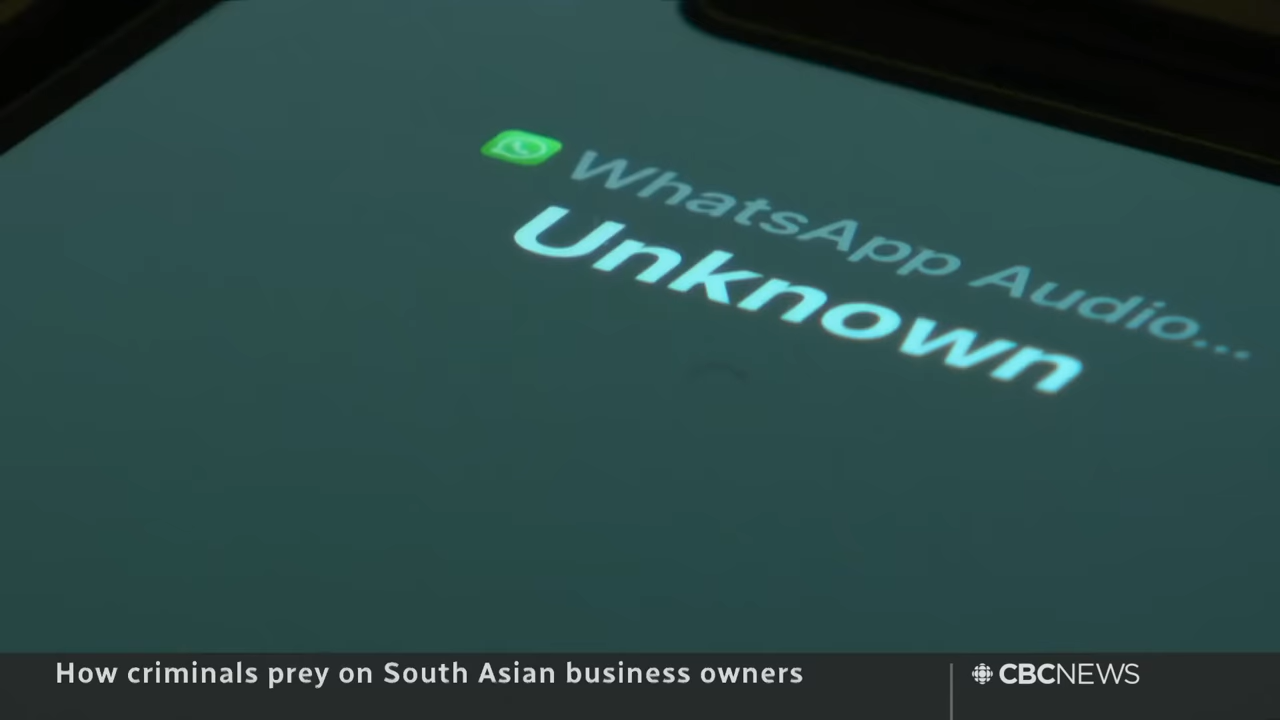 WhatsApp Audio...
Unknown
How criminals prey on South Asian business owners
CBCNEWS